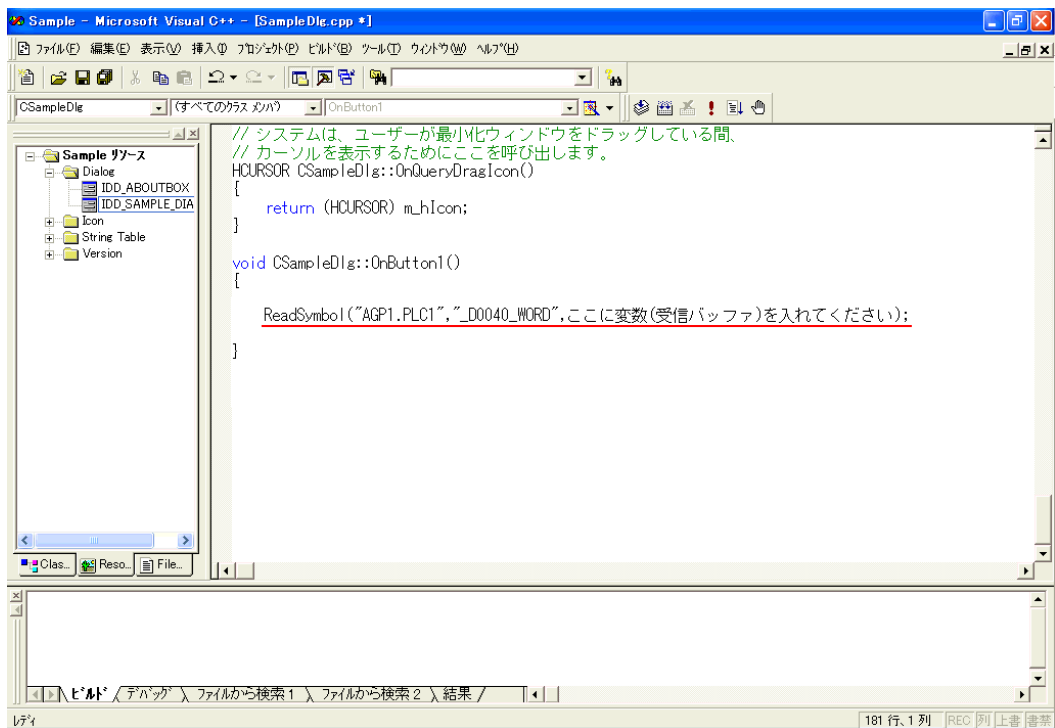 Sample - Microsoft Visual C++ - [SampleDlg.cpp *]
ファイル(F) 編集(E) 表示(V) 挿入(I) プロジェクト(P) ビルド(B) ツール(T) ウィンドウ(W) ヘルプ(H)
CSampleDlg (すべてのクラス メンバ) OnButton1
Sample リソース
Dialog
IDD_ABOUTBOX
IDD_SAMPLE_DIA
Icon
String Table
Version
Clas... Reso... File...
// システムは、ユーザーが最小化ウィンドウをドラッグしている間、
// カーソルを表示するためにここを呼び出します。
HCURSOR CSampleDlg::OnQueryDragIcon()
{
return (HCURSOR) m_hIcon;
}
void CSampleDlg::OnButton1()
{
ReadSymbol("AGP1.PLC1","_D0040_WORD",ここに変数(受信バッファ)を入れてください);
}
ビルド デバッグ ファイルから検索 1 ファイルから検索 2 結果
レディ 181 行、1 列 REC 列 上書 書禁